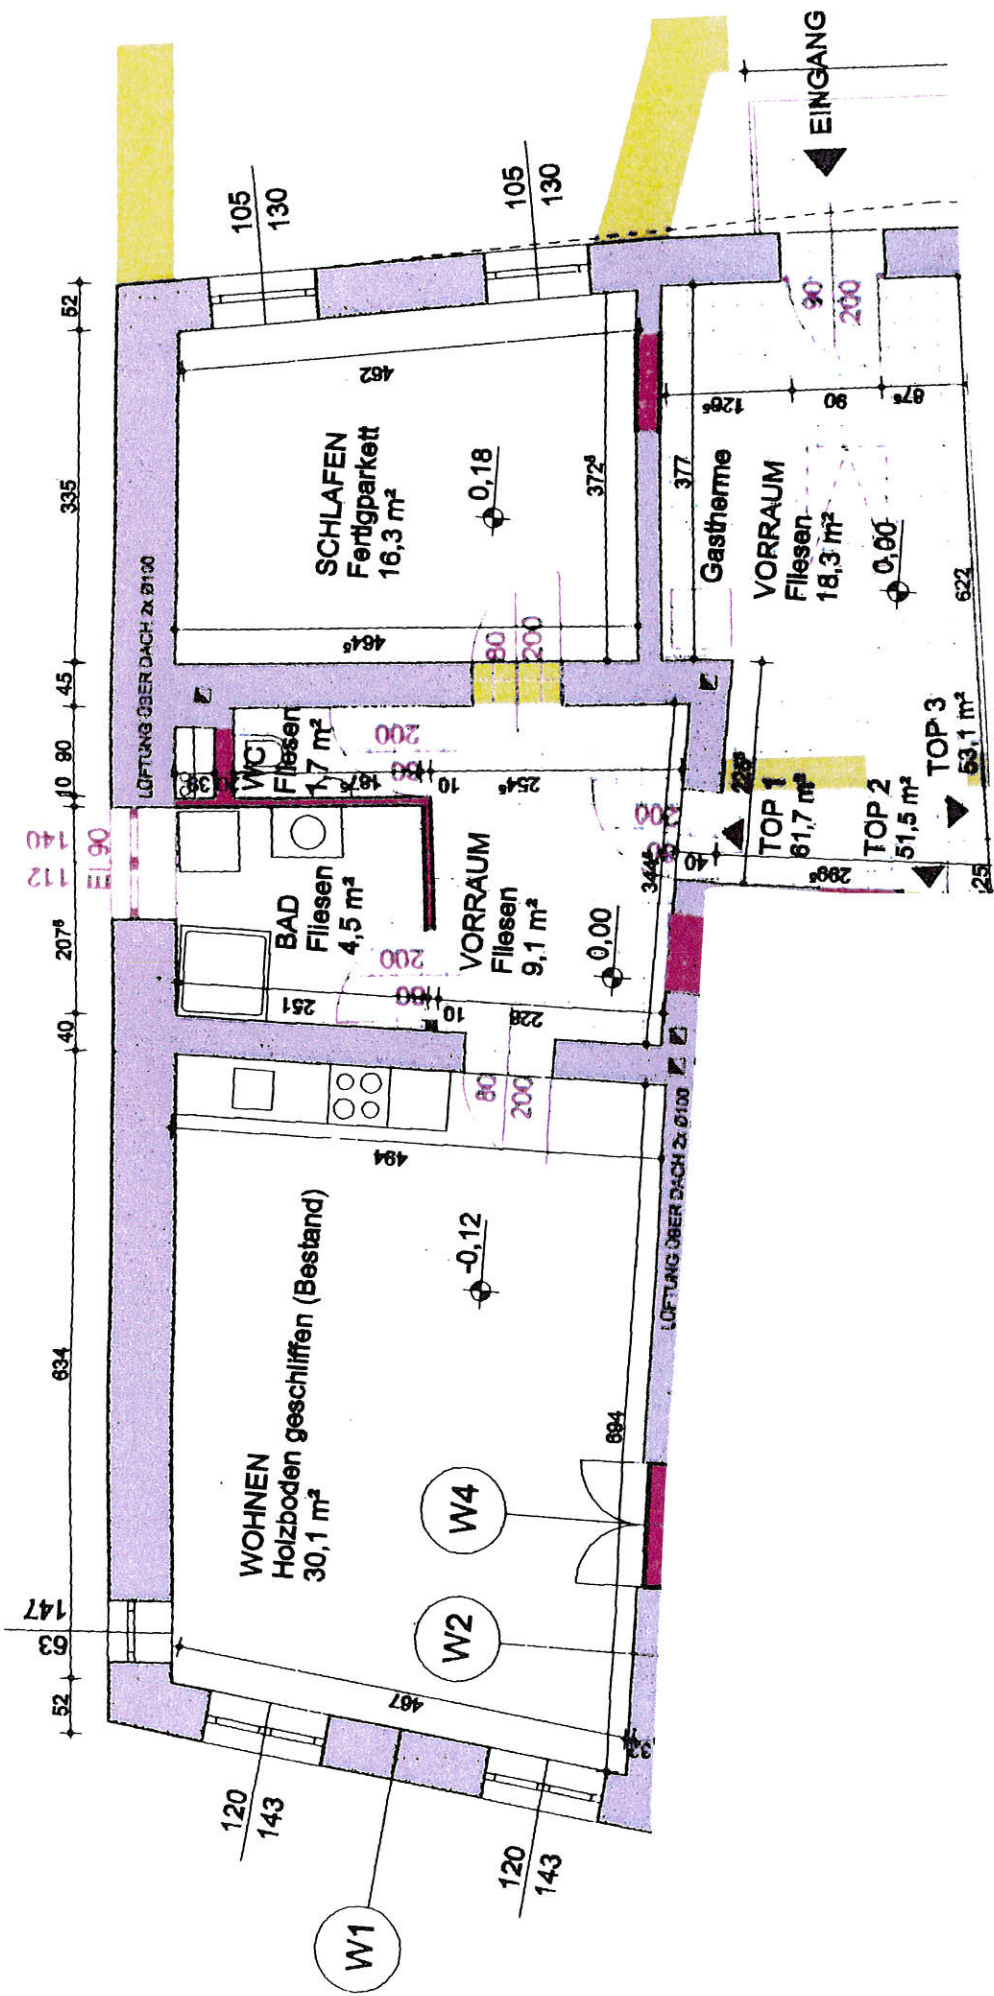 52
335
45
90
10
207⁵
40
634
52
LÜFTUNG ÜBER DACH 2x Ø100
140
112
EI 90
147
63
105
130
105
130
462
SCHLAFEN
Fertigparkett
16,3 m²
0,18
372⁵
464⁵
80
200
EINGANG
90
200
126⁵
90
87⁵
377
Gastherme
VORRAUM
Fliesen
18,3 m²
0,00
622
WC
Fliesen
1,7 m²
80
200
10
254⁵
BAD
Fliesen
4,5 m²
251
80
200
10
228
VORRAUM
Fliesen
9,1 m²
0,00
344⁵
200
40
TOP 1
61,7 m²
TOP 2
51,5 m²
TOP 3
53,1 m²
299⁵
25
80
200
494
LÜFTUNG ÜBER DACH 2x Ø100
-0,12
WOHNEN
Holzboden geschliffen (Bestand)
30,1 m²
694
W4
W2
467
120
143
120
143
W1